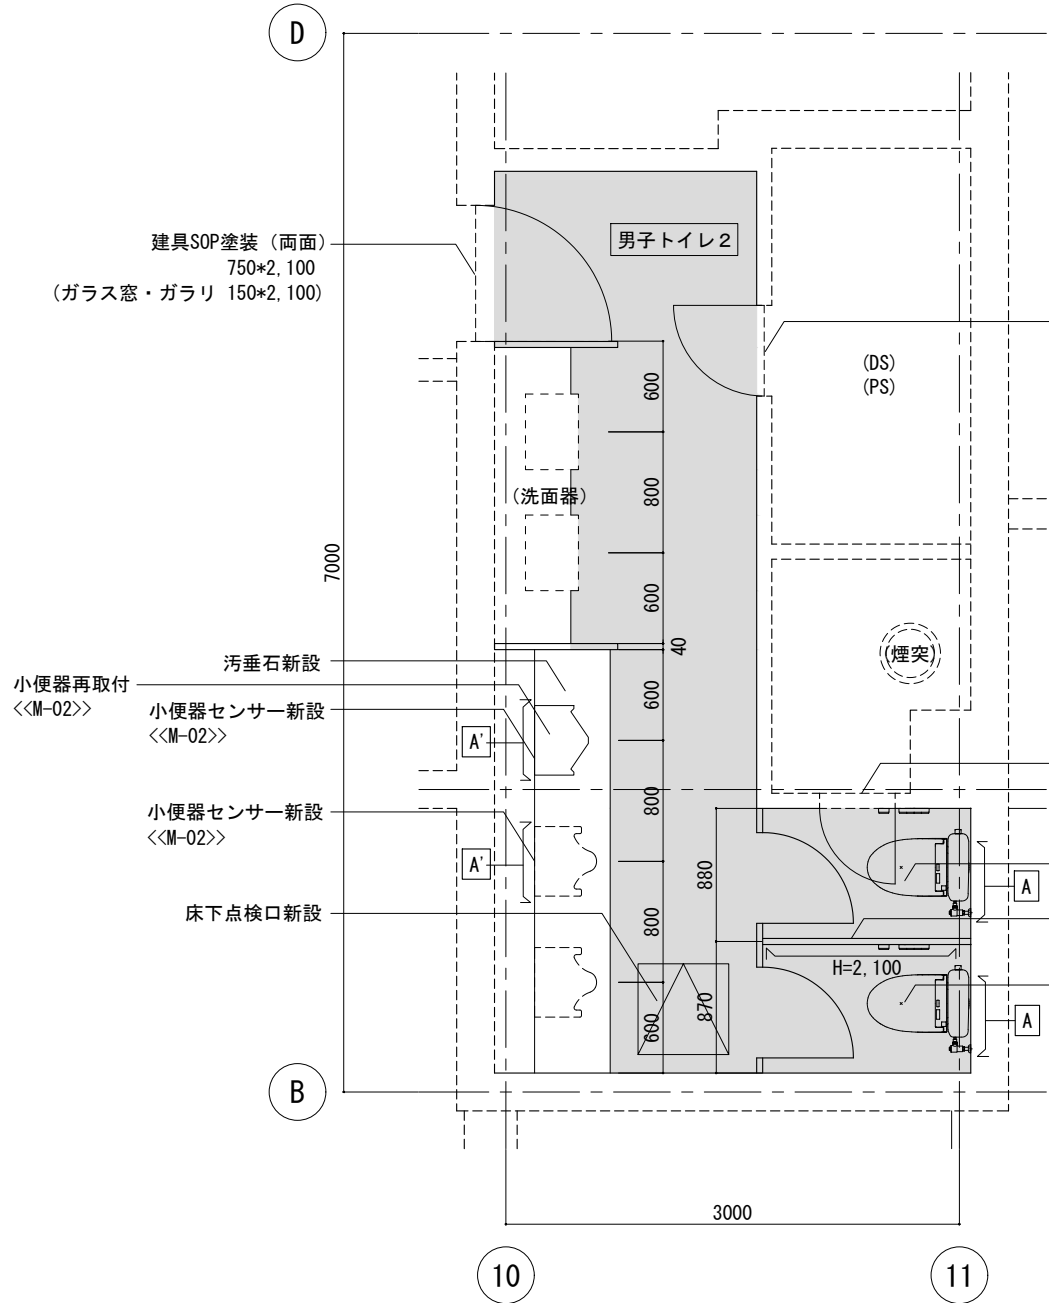 D
建具SOP塗装（両面）
750*2,100
(ガラス窓・ガラリ 150*2,100)
男子トイレ２
(DS)
(PS)
600
800
(洗面器)
600
7000
40
(煙突)
汚垂石新設
小便器再取付
<<M-02>>
小便器センサー新設
<<M-02>>
A'
600
800
小便器センサー新設
<<M-02>>
A'
880
A
床下点検口新設
800
H=2,100
600
870
A
B
3000
10
11